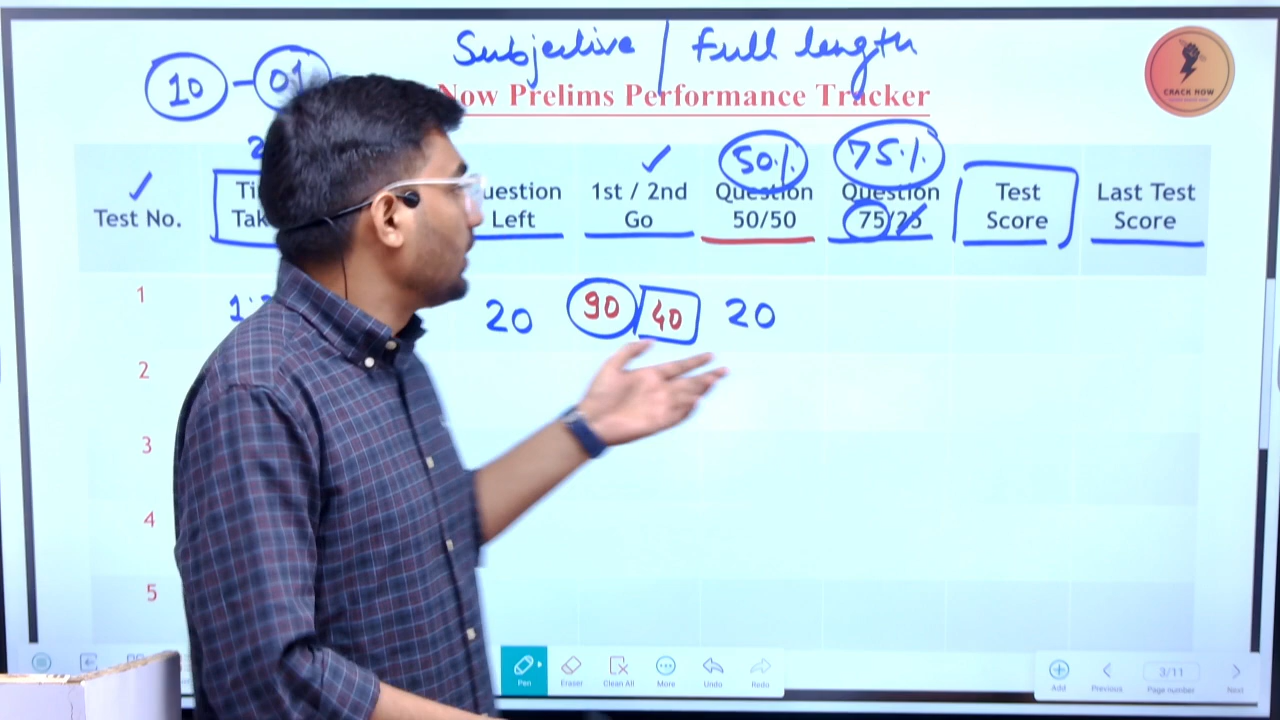 Subjective / Full length
10 - 01
Now Prelims Performance Tracker
CRACK NOW
50% 75%
Test No. Question Left 1st / 2nd Go Question 50/50 Question 75/25 Test Score Last Test Score
1 20 90 40 20
2
3
4
5
Pen Eraser Clean All More Undo Redo
Add Previous 3/11 Page number Next